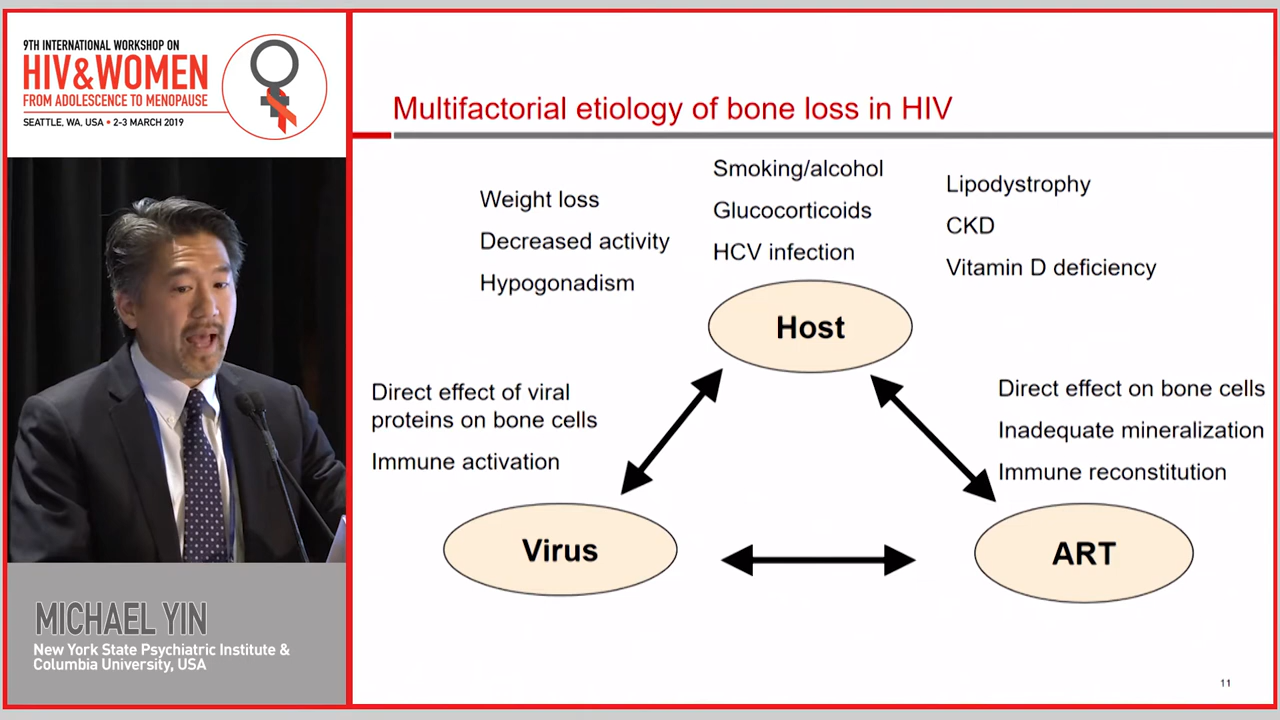 9TH INTERNATIONAL WORKSHOP ON
HIV&WOMEN
FROM ADOLESCENCE TO MENOPAUSE
SEATTLE, WA, USA • 2-3 MARCH 2019
MICHAEL YIN
New York State Psychiatric Institute &
Columbia University, USA
Multifactorial etiology of bone loss in HIV
Weight loss
Decreased activity
Hypogonadism
Smoking/alcohol
Glucocorticoids
HCV infection
Lipodystrophy
CKD
Vitamin D deficiency
Host
Direct effect of viral
proteins on bone cells
Immune activation
Direct effect on bone cells
Inadequate mineralization
Immune reconstitution
Virus
ART
11